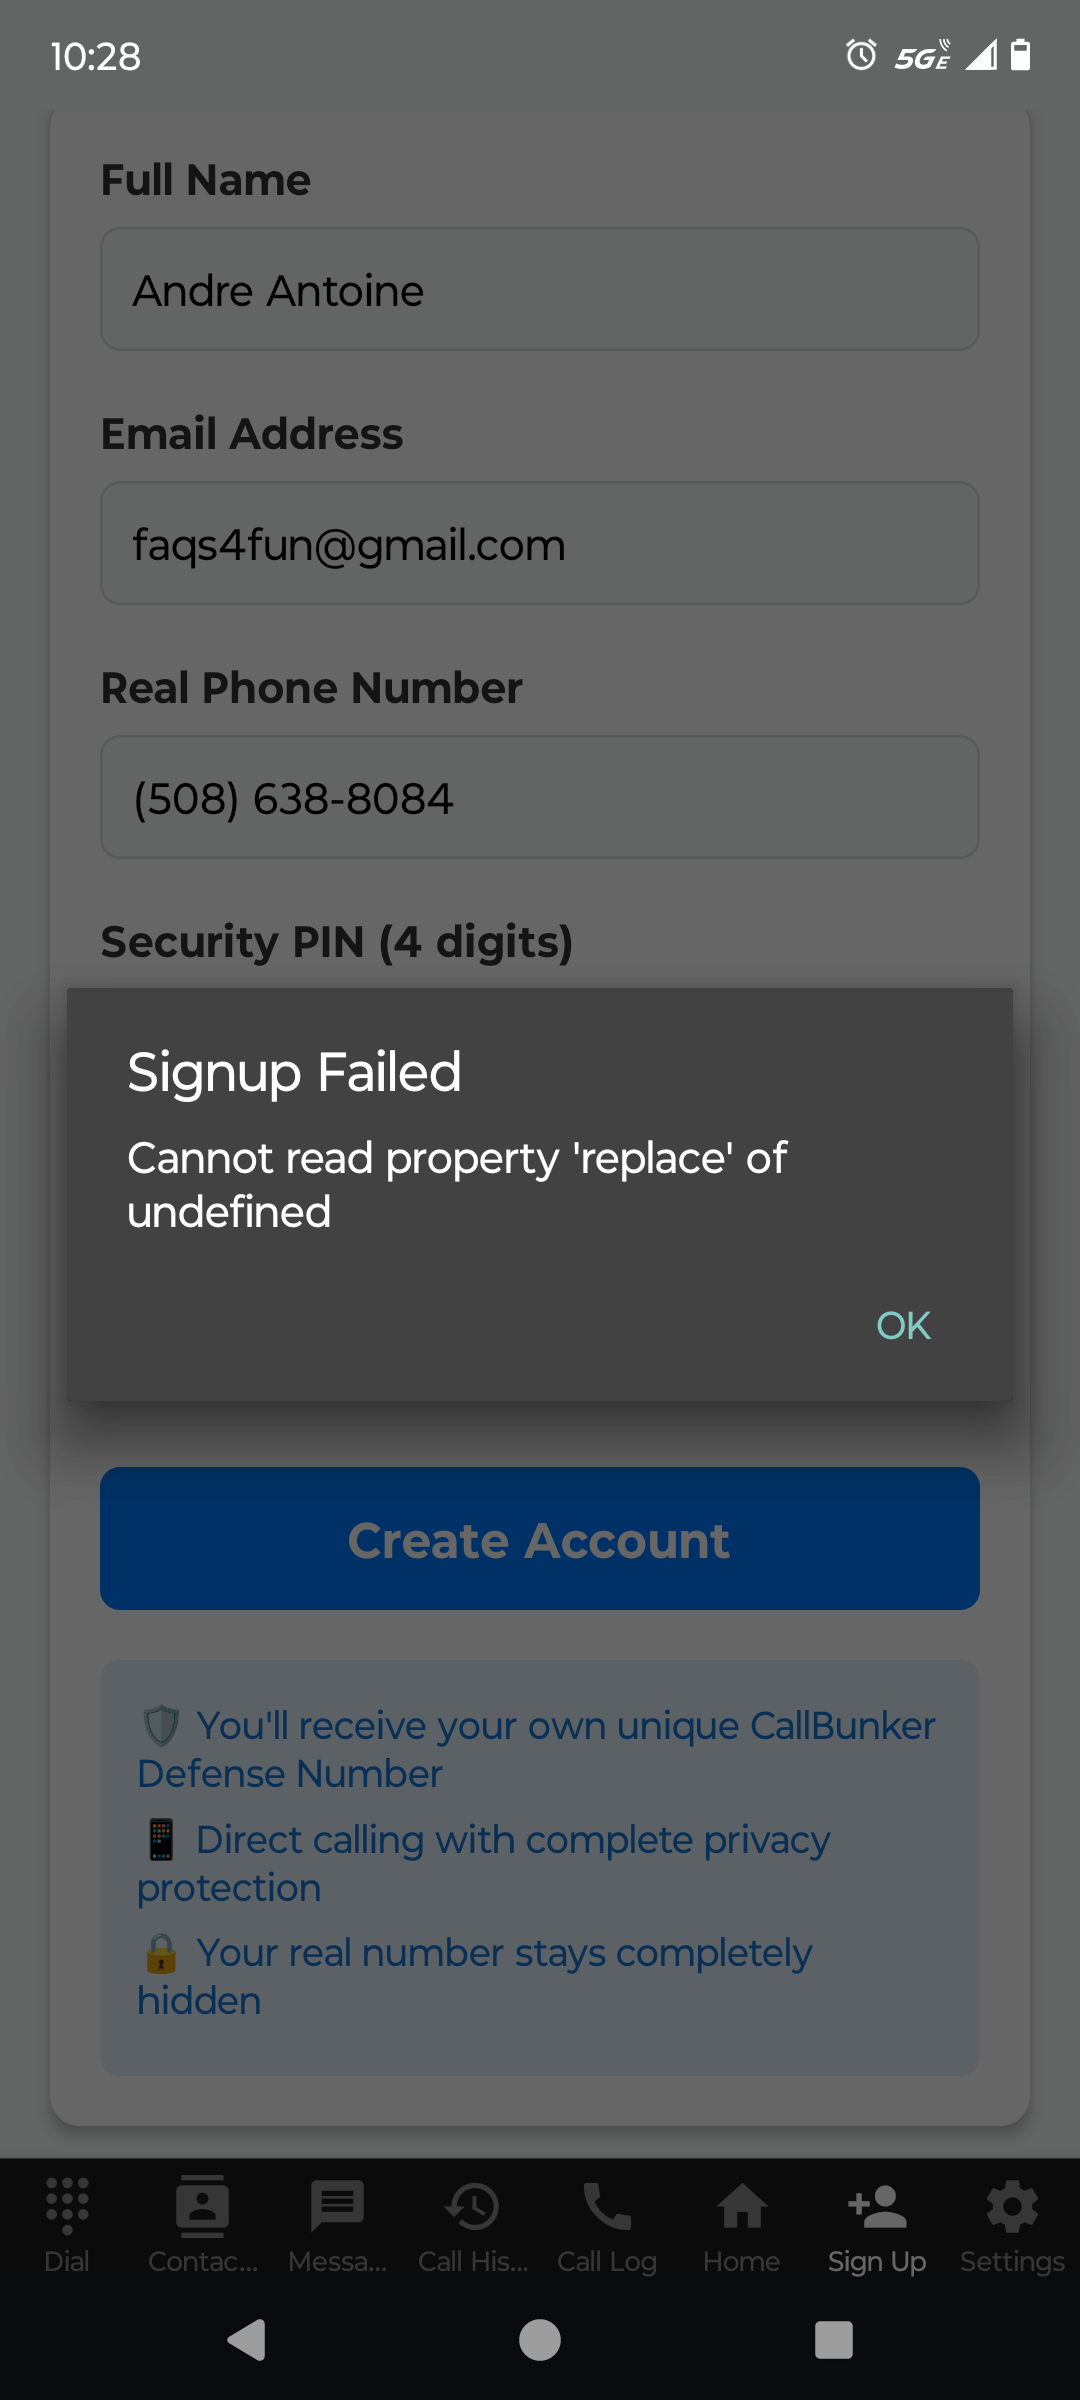 10:28
5GE
Full Name
Andre Antoine
Email Address
faqs4fun@gmail.com
Real Phone Number
(508) 638-8084
Security PIN (4 digits)
Signup Failed
Cannot read property 'replace' of
undefined
OK
Create Account
🛡️ You'll receive your own unique CallBunker
Defense Number
📱 Direct calling with complete privacy
protection
🔒 Your real number stays completely
hidden
Dial Contac... Messa... Call His... Call Log Home Sign Up Settings